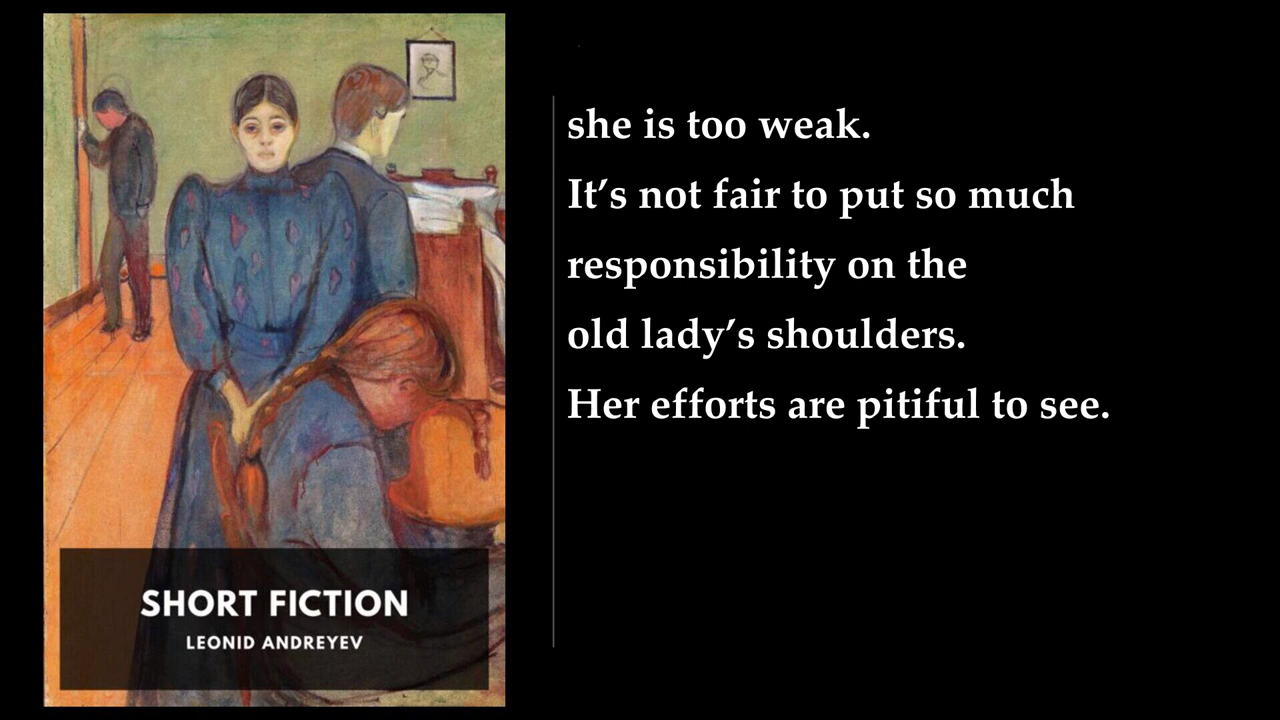 SHORT FICTION
LEONID ANDREYEV
she is too weak.
It’s not fair to put so much
responsibility on the
old lady’s shoulders.
Her efforts are pitiful to see.